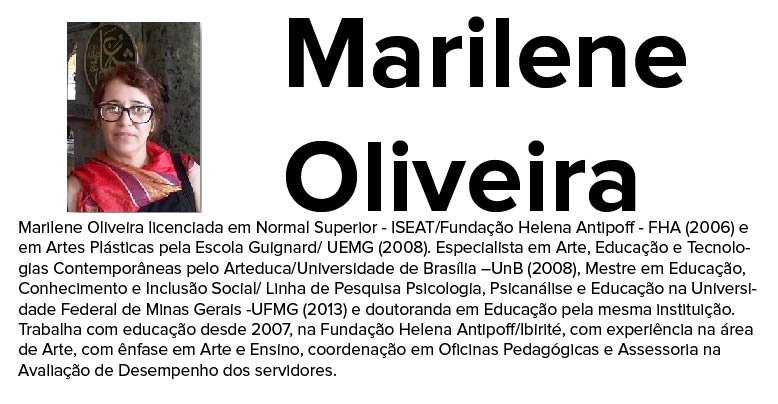 Marilene
Oliveira
Marilene Oliveira licenciada em Normal Superior - ISEAT/Fundação Helena Antipoff - FHA (2006) e
em Artes Plásticas pela Escola Guignard/ UEMG (2008). Especialista em Arte, Educação e Tecnolo-
gias Contemporâneas pelo Arteduca/Universidade de Brasília –UnB (2008), Mestre em Educação,
Conhecimento e Inclusão Social/ Linha de Pesquisa Psicologia, Psicanálise e Educação na Universi-
dade Federal de Minas Gerais -UFMG (2013) e doutoranda em Educação pela mesma instituição.
Trabalha com educação desde 2007, na Fundação Helena Antipoff/Ibirité, com experiência na área
de Arte, com ênfase em Arte e Ensino, coordenação em Oficinas Pedagógicas e Assessoria na
Avaliação de Desempenho dos servidores.